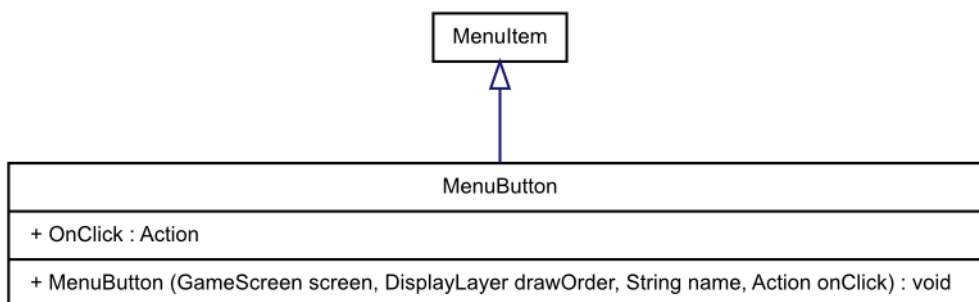 MenuItem
MenuButton
+ OnClick : Action
+ MenuButton (GameScreen screen, DisplayLayer drawOrder, String name, Action onClick) : void